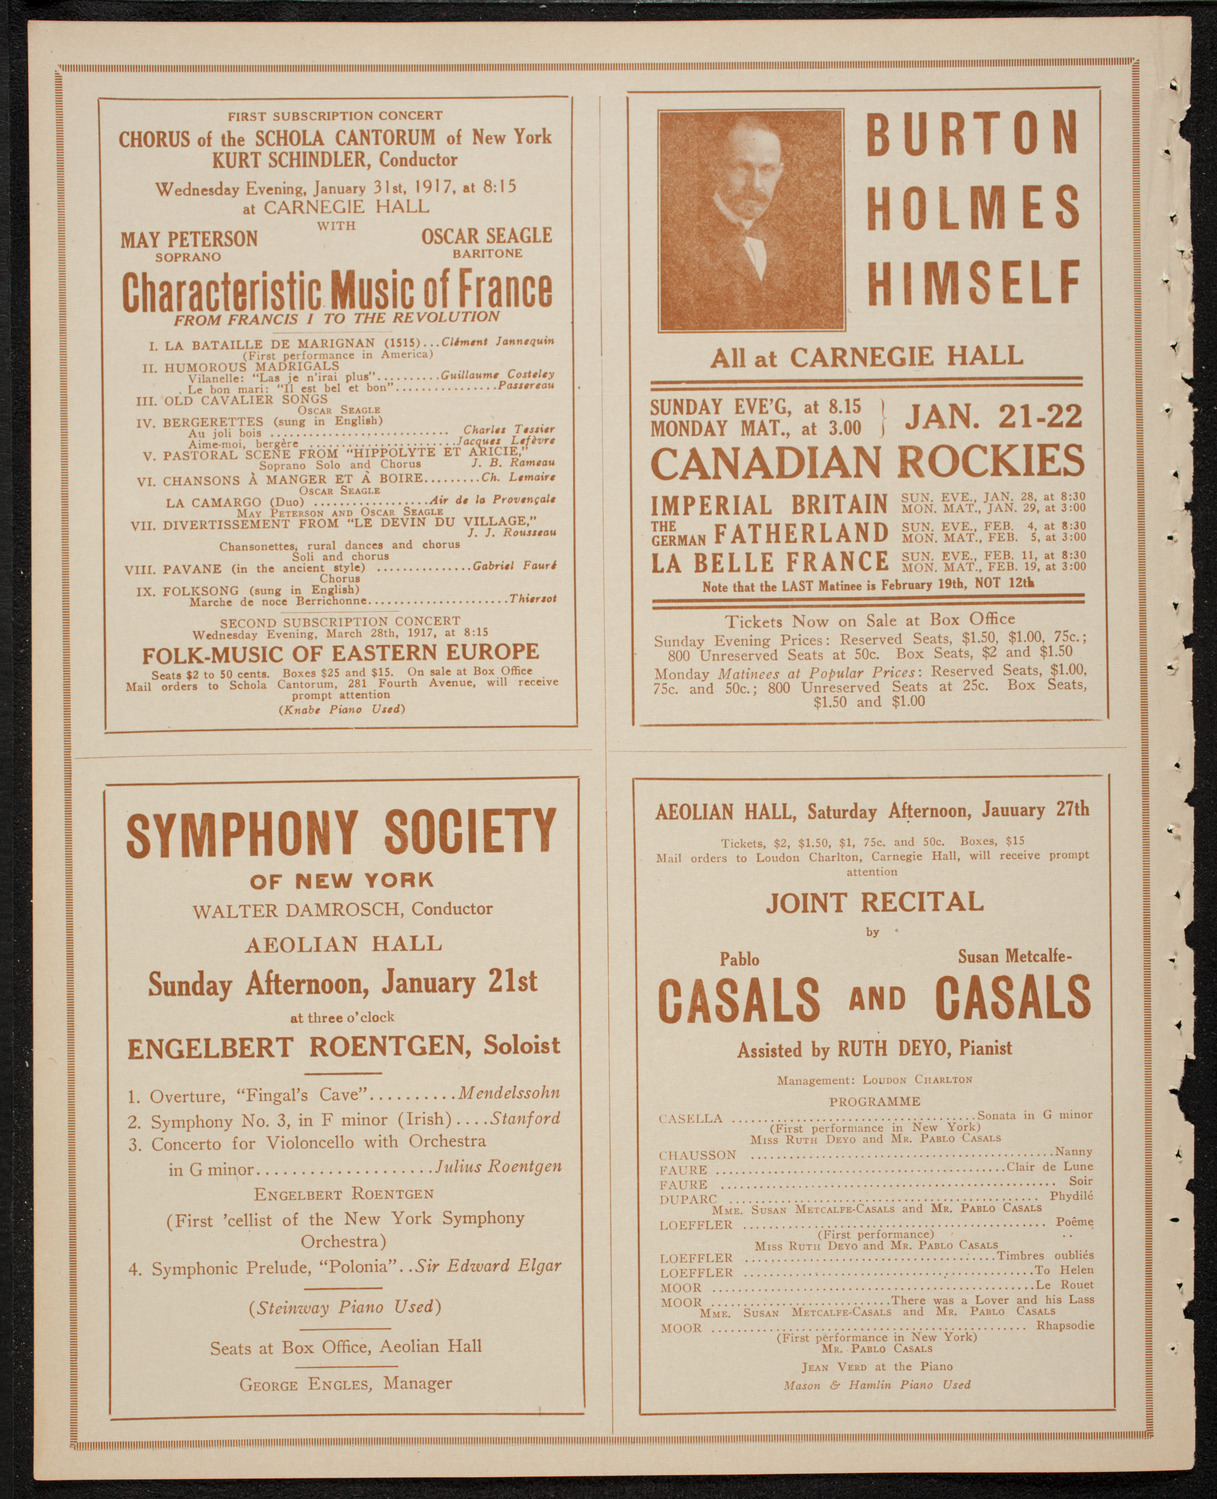 FIRST SUBSCRIPTION CONCERT
CHORUS of the SCHOLA CANTORUM of New York
KURT SCHINDLER, Conductor
Wednesday Evening, January 31st, 1917, at 8:15
at CARNEGIE HALL
WITH
MAY PETERSON OSCAR SEAGLE
SOPRANO BARITONE
Characteristic Music of France
FROM FRANCIS I TO THE REVOLUTION
I. LA BATAILLE DE MARIGNAN (1515)...Clément Jannequin
(First performance in America)
II. HUMOROUS MADRIGALS
Vilanelle: "Las je n'irai plus"..........Guillaume Costeley
Le bon mari: "Il est bel et bon"................Passereau
III. OLD CAVALIER SONGS
OSCAR SEAGLE
IV. BERGERETTES (sung in English)
Au joli bois ............................ Charles Tessier
Aime-moi, bergère ........................Jacques Lefèvre
V. PASTORAL SCENE FROM "HIPPOLYTE ET ARICIE,"
Soprano Solo and Chorus J. B. Rameau
VI. CHANSONS À MANGER ET À BOIRE.........Ch. Lemaire
OSCAR SEAGLE
LA CAMARGO (Duo) ..................Air de la Provençale
MAY PETERSON AND OSCAR SEAGLE
VII. DIVERTISSEMENT FROM "LE DEVIN DU VILLAGE,"
J. J. Rousseau
Chansonettes, rural dances and chorus
Soli and chorus
VIII. PAVANE (in the ancient style) ...............Gabriel Fauré
Chorus
IX. FOLKSONG (sung in English)
Marche de noce Berrichonne......................Thiersot
SECOND SUBSCRIPTION CONCERT
Wednesday Evening, March 28th, 1917, at 8:15
FOLK-MUSIC OF EASTERN EUROPE
Seats $2 to 50 cents. Boxes $25 and $15. On sale at Box Office
Mail orders to Schola Cantorum, 281 Fourth Avenue, will receive
prompt attention
(Knabe Piano Used)
BURTON
HOLMES
HIMSELF
All at CARNEGIE HALL
SUNDAY EVE'G, at 8.15 } JAN. 21-22
MONDAY MAT., at 3.00
CANADIAN ROCKIES
IMPERIAL BRITAIN SUN. EVE., JAN. 28, at 8:30
MON. MAT., JAN. 29, at 3:00
THE GERMAN FATHERLAND SUN. EVE., FEB. 4, at 8:30
MON. MAT., FEB. 5, at 3:00
LA BELLE FRANCE SUN. EVE., FEB. 11, at 8:30
MON. MAT., FEB. 19, at 3:00
Note that the LAST Matinee is February 19th, NOT 12th
Tickets Now on Sale at Box Office
Sunday Evening Prices: Reserved Seats, $1.50, $1.00, 75c.;
800 Unreserved Seats at 50c. Box Seats, $2 and $1.50
Monday Matinees at Popular Prices: Reserved Seats, $1.00,
75c. and 50c.; 800 Unreserved Seats at 25c. Box Seats,
$1.50 and $1.00
SYMPHONY SOCIETY
OF NEW YORK
WALTER DAMROSCH, Conductor
AEOLIAN HALL
Sunday Afternoon, January 21st
at three o'clock
ENGELBERT ROENTGEN, Soloist
1. Overture, "Fingal's Cave"..........Mendelssohn
2. Symphony No. 3, in F minor (Irish)....Stanford
3. Concerto for Violoncello with Orchestra
in G minor...................Julius Roentgen
ENGELBERT ROENTGEN
(First 'cellist of the New York Symphony
Orchestra)
4. Symphonic Prelude, "Polonia"..Sir Edward Elgar
(Steinway Piano Used)
Seats at Box Office, Aeolian Hall
GEORGE ENGLES, Manager
AEOLIAN HALL, Saturday Afternoon, Jauuary 27th
Tickets, $2, $1.50, $1, 75c. and 50c. Boxes, $15
Mail orders to Loudon Charlton, Carnegie Hall, will receive prompt
attention
JOINT RECITAL
by
Pablo Susan Metcalfe-
CASALS AND CASALS
Assisted by RUTH DEYO, Pianist
Management: LOUDON CHARLTON
PROGRAMME
CASELLA ......................................Sonata in G minor
(First performance in New York)
MISS RUTH DEYO and MR. PABLO CASALS
CHAUSSON ...............................................Nanny
FAURE .............................................Clair de Lune
FAURE .................................................... Soir
DUPARC ................................................ Phydilé
MME. SUSAN METCALFE-CASALS and MR. PABLO CASALS
LOEFFLER ............................................... Poême
(First performance)
MISS RUTH DEYO and MR. PABLO CASALS
LOEFFLER ......................................Timbres oubliés
LOEFFLER .............................................To Helen
MOOR ..................................................Le Rouet
MOOR ............................There was a Lover and his Lass
MME. SUSAN METCALFE-CASALS and MR. PABLO CASALS
MOOR ................................................. Rhapsodie
(First performance in New York)
MR. PABLO CASALS
JEAN VERD at the Piano
Mason & Hamlin Piano Used